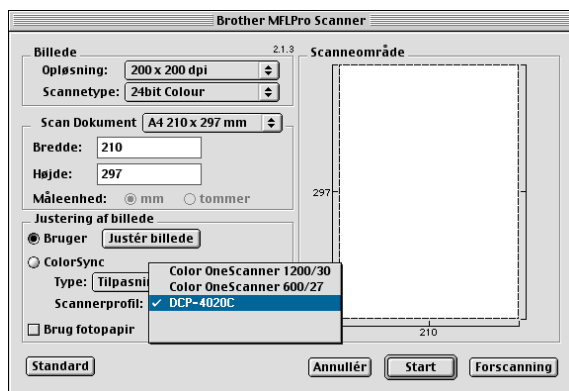 Brother MFLPro Scanner
Billede
2.1.3
Opløsning: 200 x 200 dpi
Scannetype: 24bit Colour
Scan Dokument A4 210 x 297 mm
Bredde: 210
Højde: 297
Måleenhed: mm tommer
Justering af billede
Bruger Justér billede
ColorSync
Type: Tilpasni
Scannerprofil:
Color OneScanner 1200/30
Color OneScanner 600/27
✓ DCP-4020C
Brug fotopapir
Scanneområde
297
210
Standard
Annullér Start Forscanning